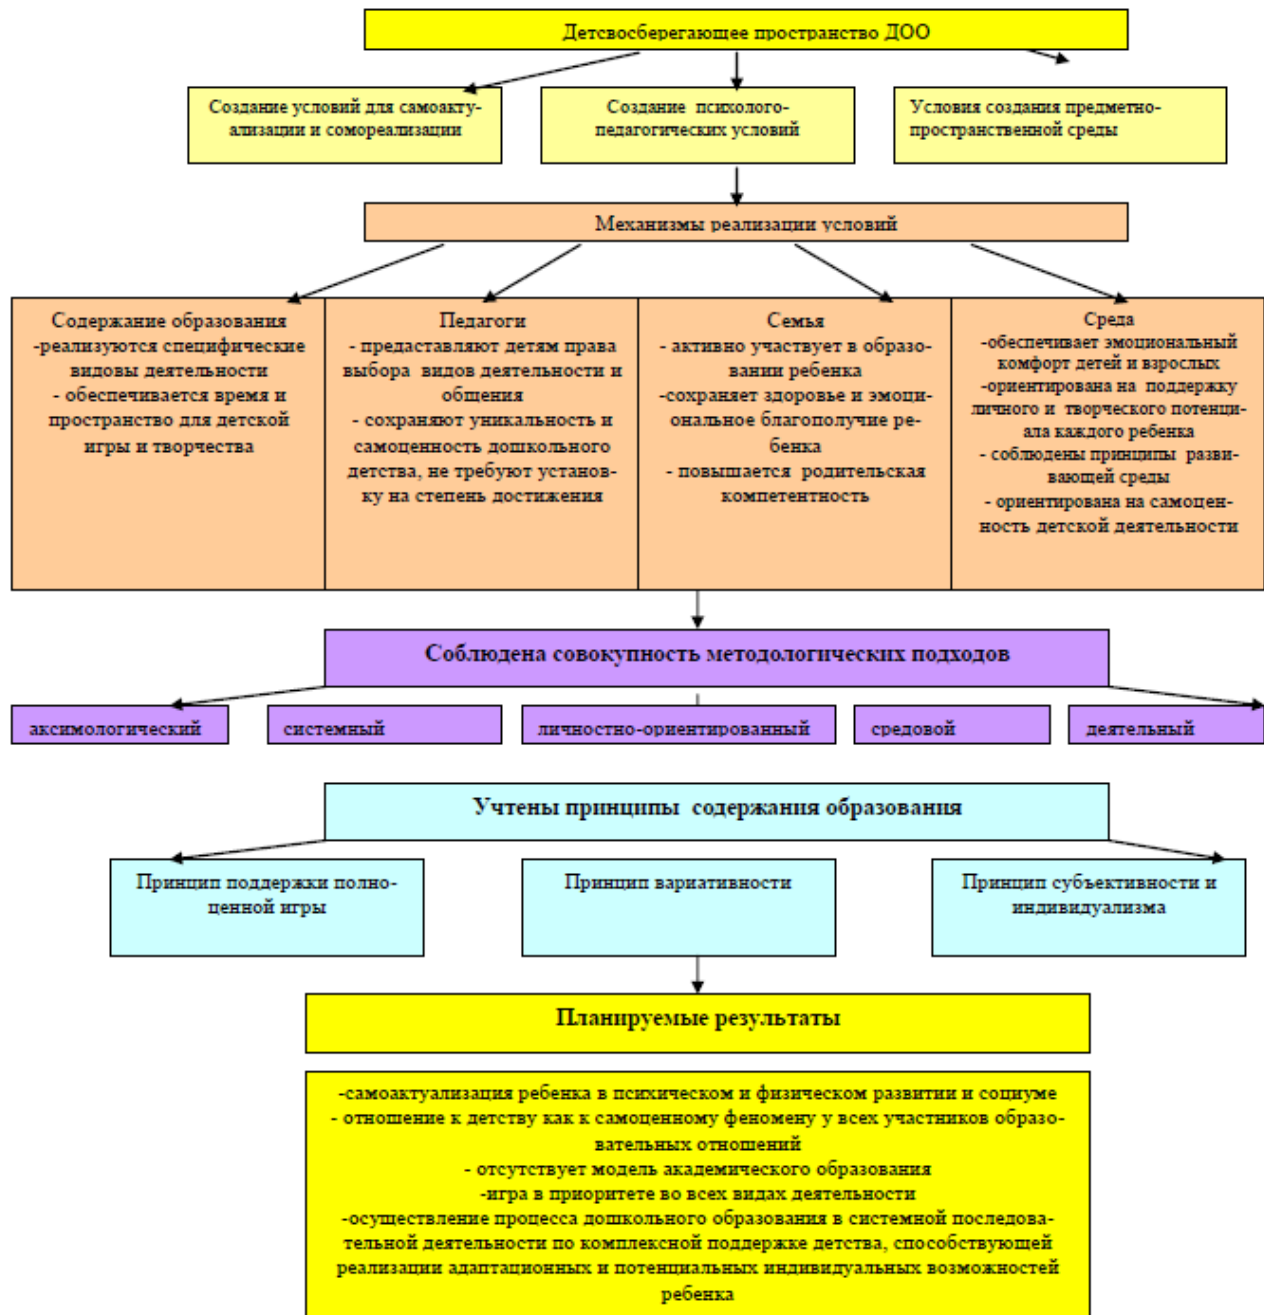 Детсвосберегающее пространство ДОО
Создание условий для самоакту-
ализации и сомореализации
Создание психолого-
педагогических условий
Условия создания предметно-
пространственной среды
Механизмы реализации условий
Содержание образования
-реализуются специфические
видовы деятельности
- обеспечивается время и
пространство для детской
игры и творчества
Педагоги
- предаставляют детям права
выбора видов деятельности и
общения
- сохраняют уникальность и
самоценность дошкольного
детства, не требуют установ-
ку на степень достижения
Семья
- активно участвует в образо-
вании ребенка
-сохраняет здоровье и эмоци-
ональное благополучие ре-
бенка
- повышается родительская
компетентность
Среда
-обеспечивает эмоциональный
комфорт детей и взрослых
-ориентирована на поддержку
личного и творческого потенци-
ала каждого ребенка
- соблюдены принципы разви-
вающей среды
- ориентирована на самоцен-
ность детской деятельности
Соблюдена совокупность методологических подходов
аксимологический
системный
личностно-ориентированный
средовой
деятельный
Учтены принципы содержания образования
Принцип поддержки полно-
ценной игры
Принцип вариативности
Принцип субъективности и
индивидуализма
Планируемые результаты
-самоактуализация ребенка в психическом и физическом развитии и социуме
- отношение к детству как к самоценному феномену у всех участников образо-
вательных отношений
- отсутствует модель академического образования
-игра в приоритете во всех видах деятельности
-осуществление процесса дошкольного образования в системной последова-
тельной деятельности по комплексной поддержке детства, способствующей
реализации адаптационных и потенциальных индивидуальных возможностей
ребенка